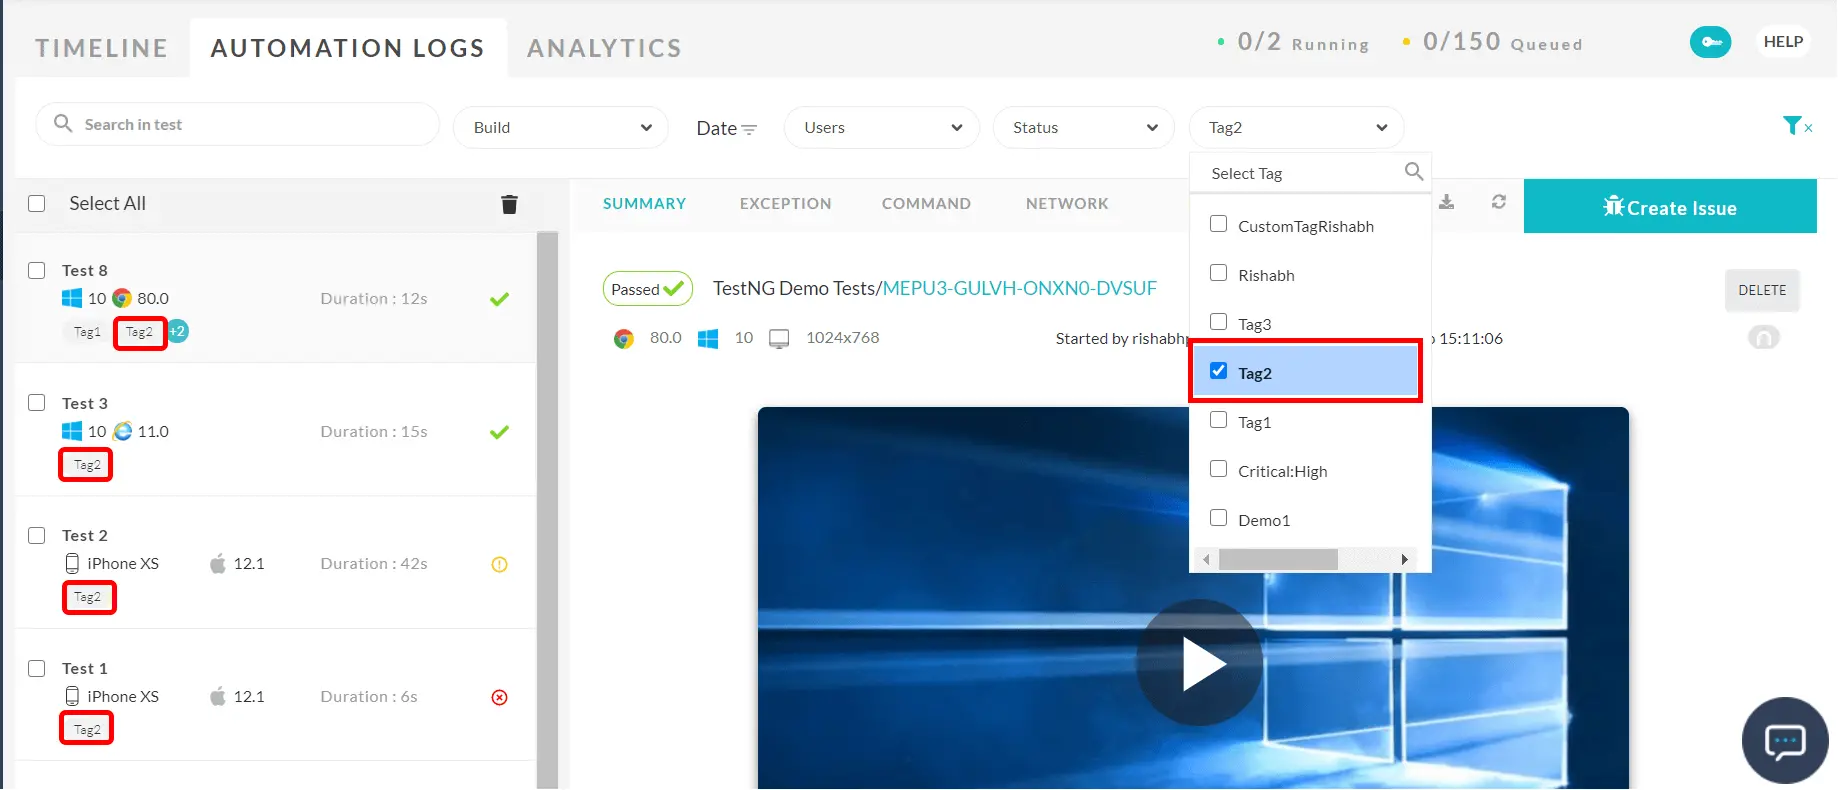 TIMELINE AUTOMATION LOGS ANALYTICS 0/2 Running 0/150 Queued HELP
Search in test Build Date Users Status Tag2 x
Select Tag
Select All SUMMARY EXCEPTION COMMAND NETWORK Create Issue
CustomTagRishabh
Rishabh
Tag3
Tag2
Tag1
Critical:High
Demo1
Test 8
10 80.0 Duration : 12s
Tag1 Tag2 +2
Test 3
10 11.0 Duration : 15s
Tag2
Test 2
iPhone XS 12.1 Duration : 42s
Tag2
Test 1
iPhone XS 12.1 Duration : 6s
Tag2
Passed TestNG Demo Tests/MEPU3-GULVH-ONXN0-DVSUF DELETE
80.0 10 1024x768 Started by 15:11:06